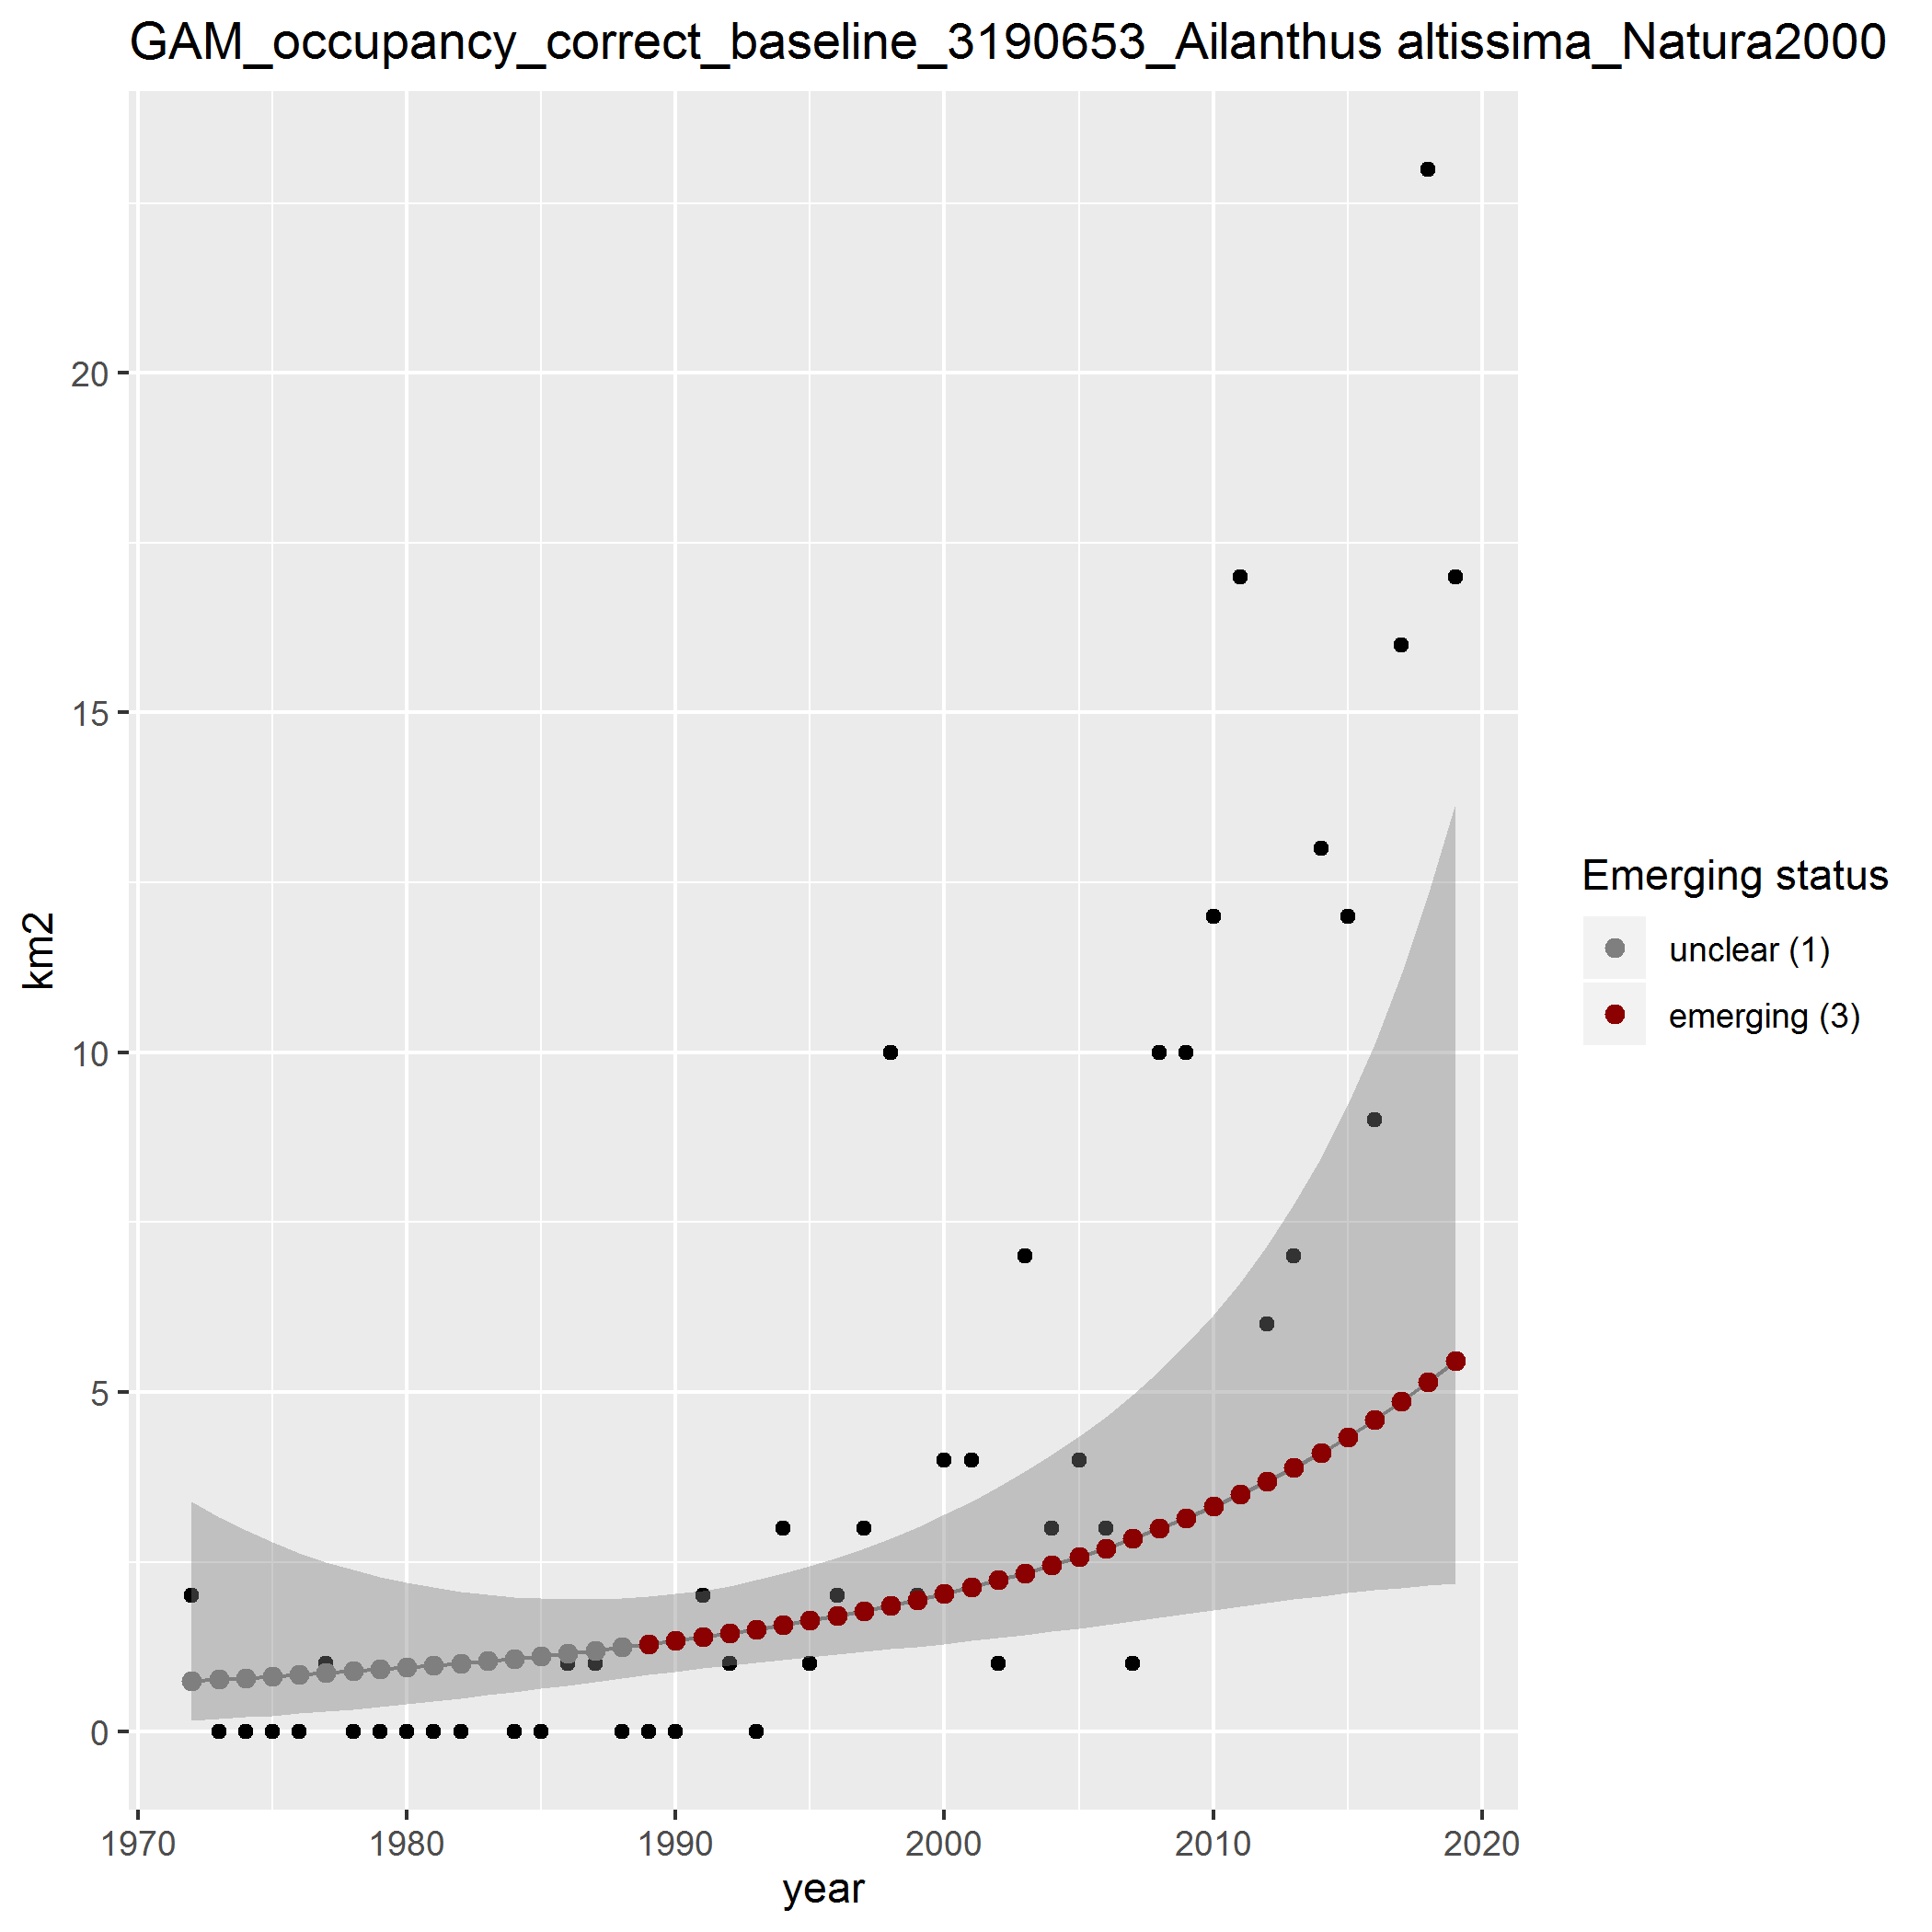 GAM_occupancy_correct_baseline_3190653_Ailanthus altissima_Natura2000
20
15
10
5
0
km2
1970 1980 1990 2000 2010 2020
year
Emerging status
unclear (1)
emerging (3)